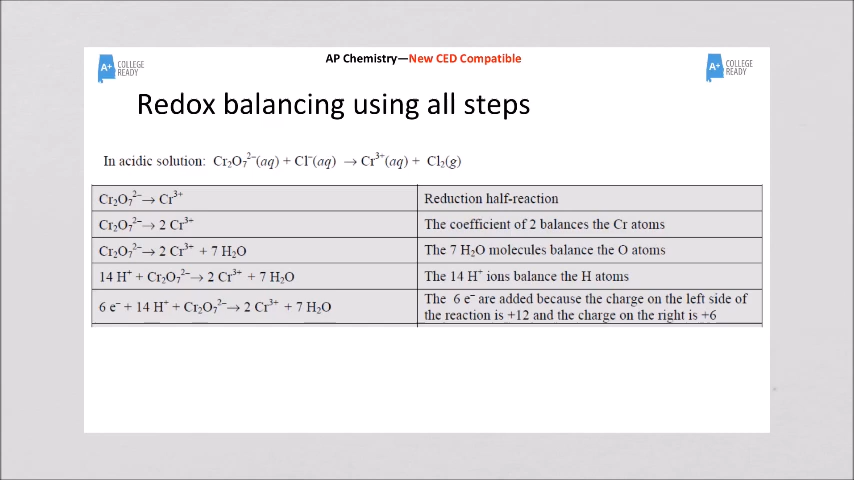 A+ COLLEGE READY
AP Chemistry—New CED Compatible
A+ COLLEGE READY
Redox balancing using all steps
In acidic solution: Cr₂O₇²⁻(aq) + Cl⁻(aq) → Cr³⁺(aq) + Cl₂(g)
Cr₂O₇²⁻→ Cr³⁺ Reduction half-reaction
Cr₂O₇²⁻→ 2 Cr³⁺ The coefficient of 2 balances the Cr atoms
Cr₂O₇²⁻→ 2 Cr³⁺ + 7 H₂O The 7 H₂O molecules balance the O atoms
14 H⁺ + Cr₂O₇²⁻→ 2 Cr³⁺ + 7 H₂O The 14 H⁺ ions balance the H atoms
6 e⁻ + 14 H⁺ + Cr₂O₇²⁻→ 2 Cr³⁺ + 7 H₂O The 6 e⁻ are added because the charge on the left side of
the reaction is +12 and the charge on the right is +6